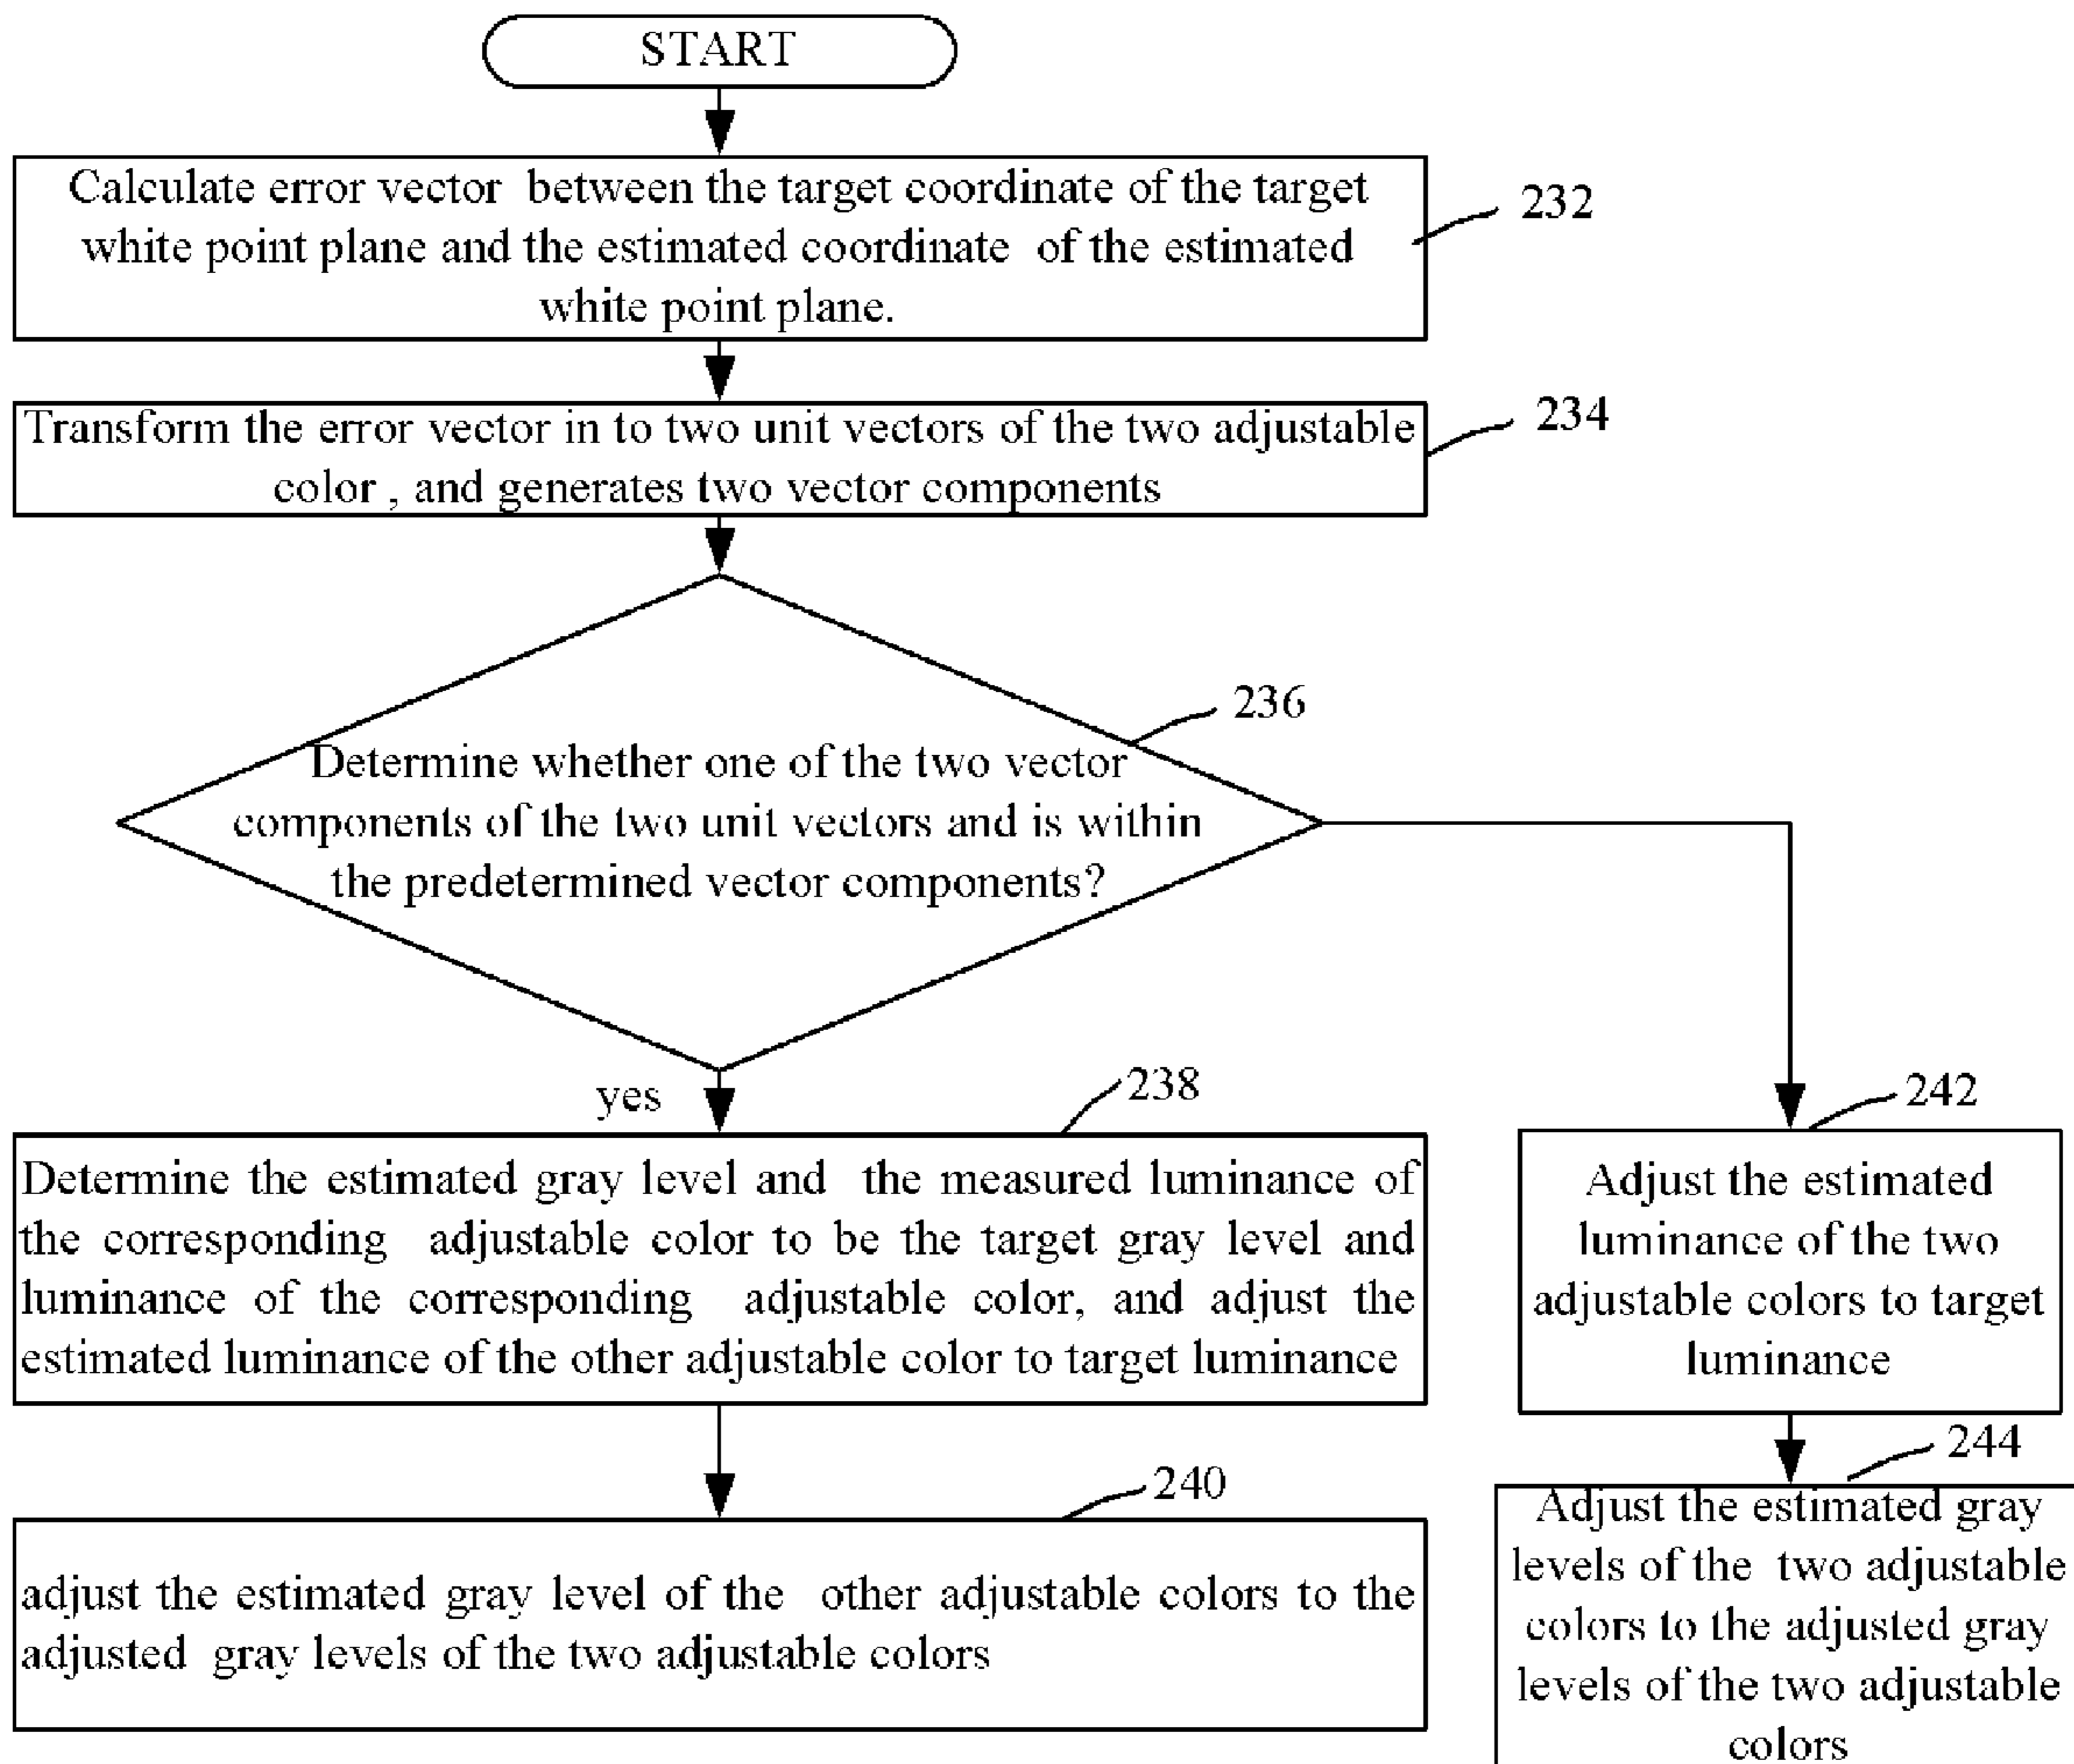 START
Calculate error vector between the target coordinate of the target
white point plane and the estimated coordinate of the estimated
white point plane.
232
Transform the error vector in to two unit vectors of the two adjustable
color , and generates two vector components
234
236
Determine whether one of the two vector
components of the two unit vectors and is within
the predetermined vector components?
yes
238
Determine the estimated gray level and the measured luminance of
the corresponding adjustable color to be the target gray level and
luminance of the corresponding adjustable color, and adjust the
estimated luminance of the other adjustable color to target luminance
242
Adjust the estimated
luminance of the two
adjustable colors to target
luminance
240
adjust the estimated gray level of the other adjustable colors to the
adjusted gray levels of the two adjustable colors
244
Adjust the estimated gray
levels of the two adjustable
colors to the adjusted gray
levels of the two adjustable
colors